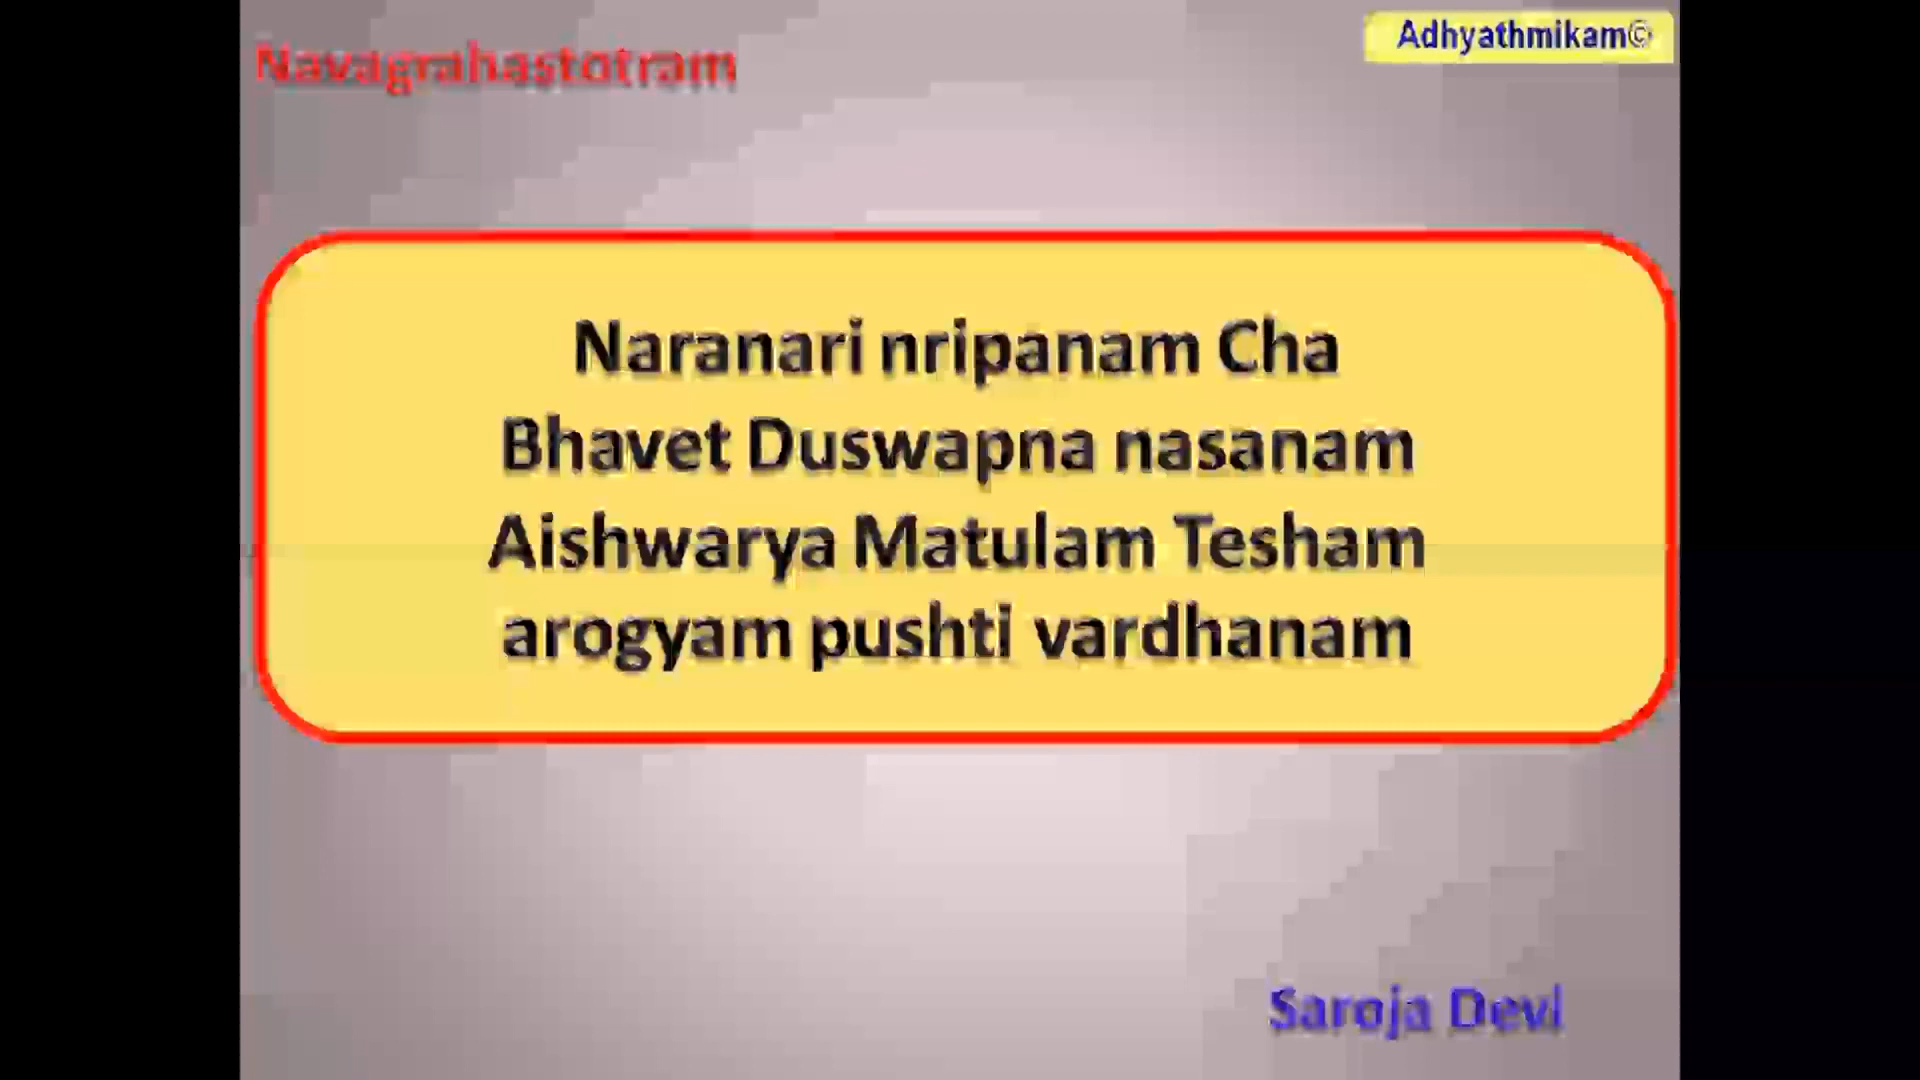 Navagrahastotram
Adhyathmikam©
Naranari nripanam Cha
Bhavet Duswapna nasanam
Aishwarya Matulam Tesham
arogyam pushti vardhanam
Saroja Devi